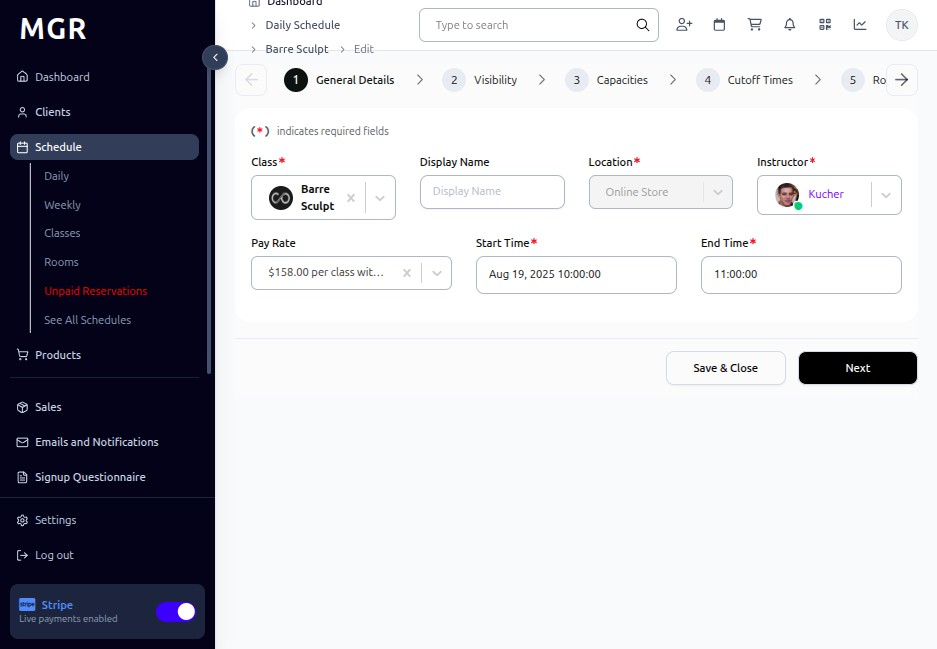 MGR
Dashboard
Clients
Schedule
Daily
Weekly
Classes
Rooms
Unpaid Reservations
See All Schedules
Products
Sales
Emails and Notifications
Signup Questionnaire
Settings
Log out
stripe Stripe
Live payments enabled
Dashboard
Daily Schedule
Barre Sculpt > Edit
Type to search
TK
1 General Details
2 Visibility
3 Capacities
4 Cutoff Times
5 Ro
(*) indicates required fields
Class* Display Name Location* Instructor*
Barre
Sculpt
Display Name
Online Store
Kucher
Pay Rate Start Time* End Time*
$158.00 per class wit...
Aug 19, 2025 10:00:00
11:00:00
Save & Close
Next